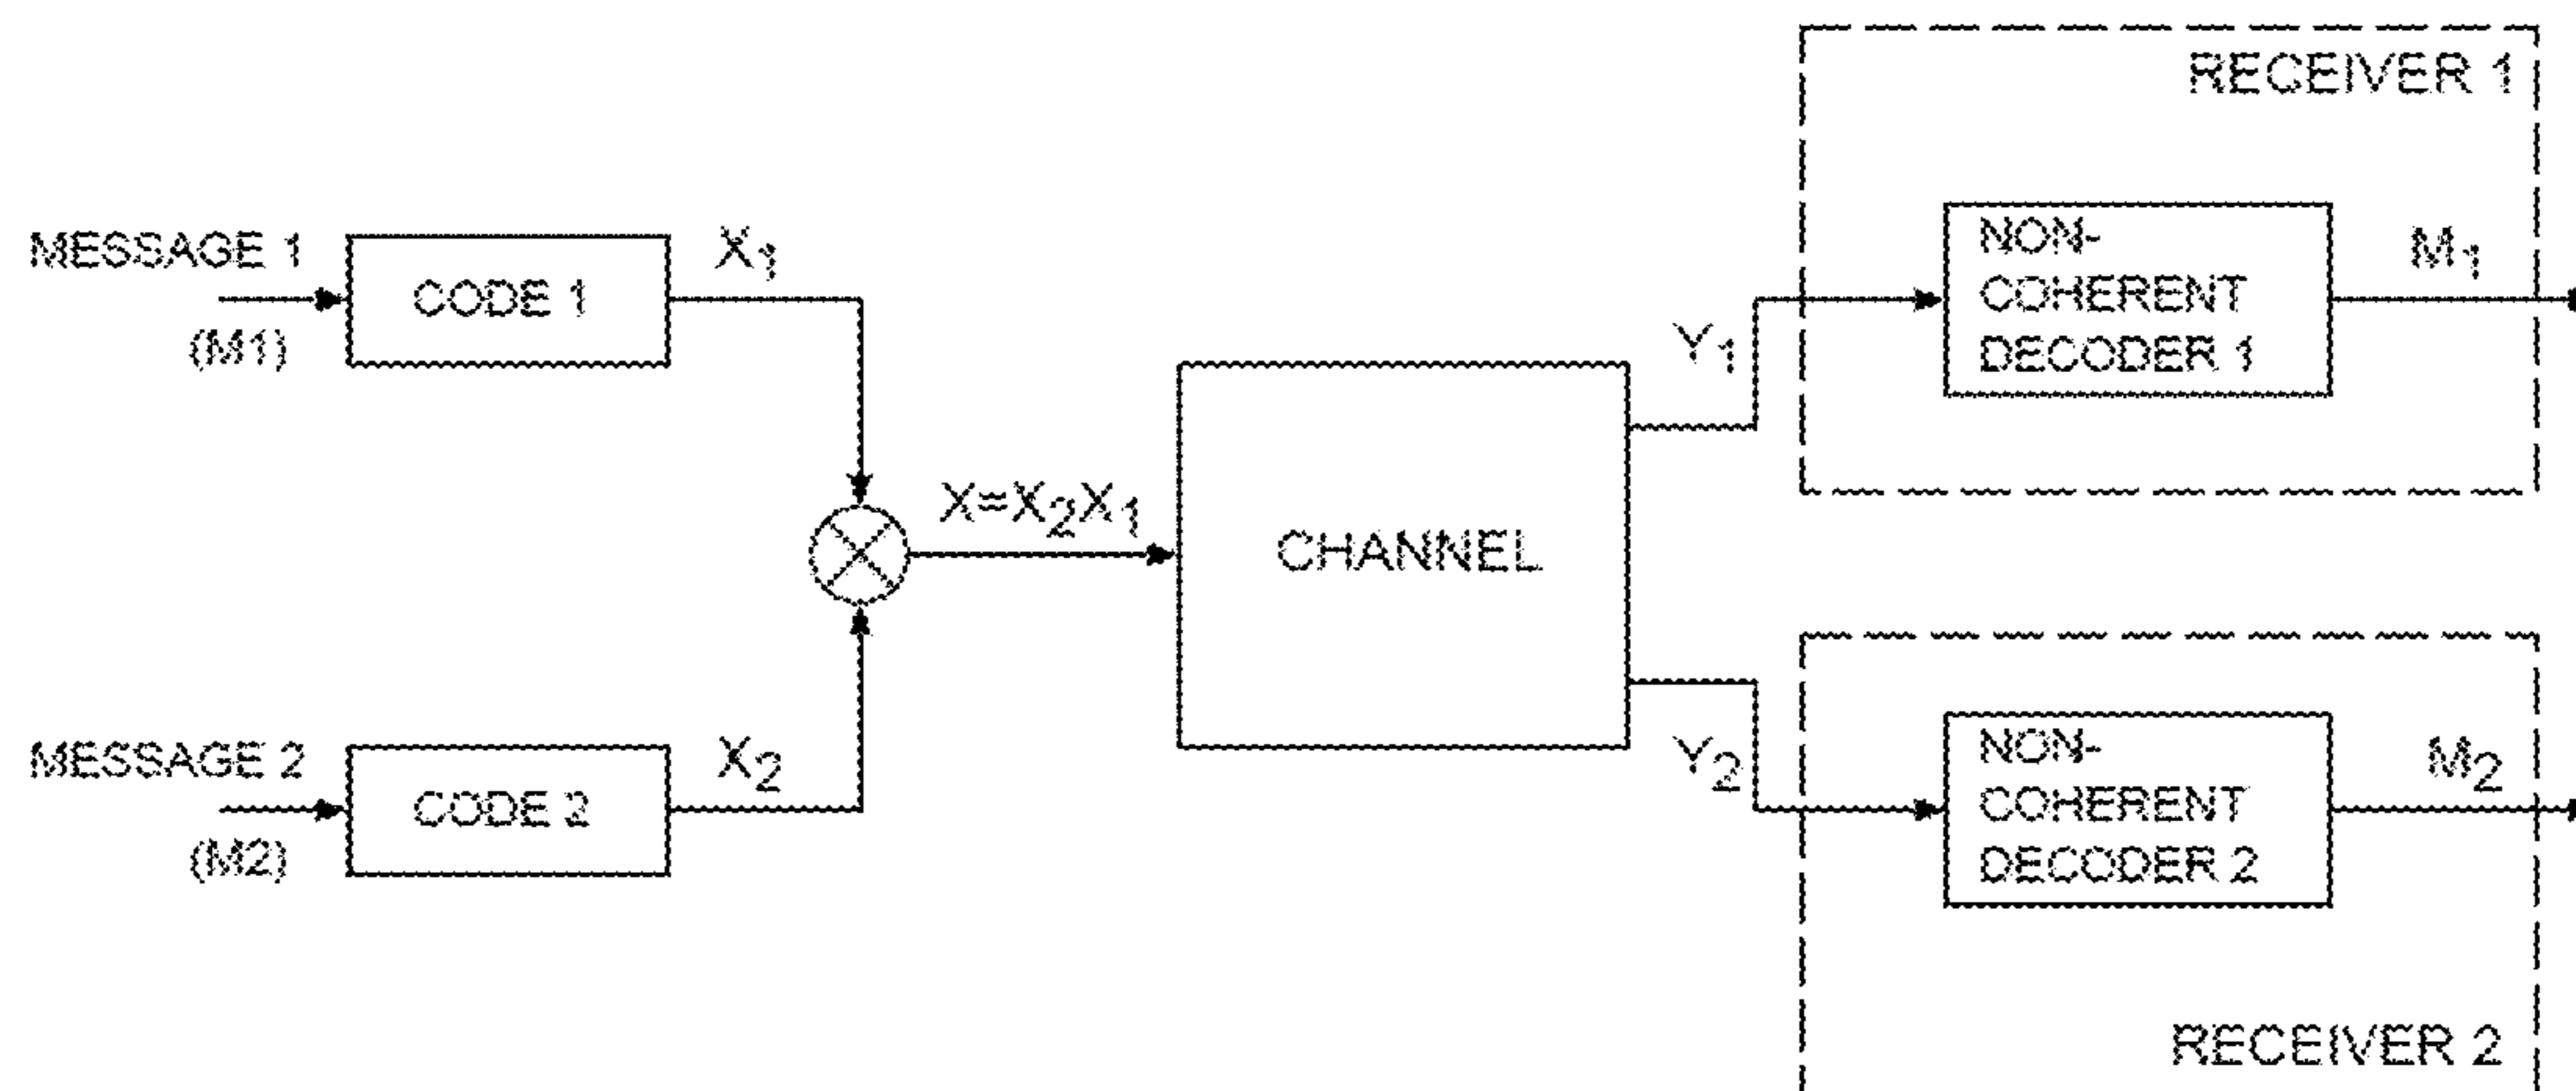 RECEIVER 1
MESSAGE 1
(M1)
CODE 1
X1
NON-
COHERENT
DECODER 1
M1
Y1
X=X2X1
CHANNEL
MESSAGE 2
(M2)
CODE 2
X2
Y2
NON-
COHERENT
DECODER 2
M2
RECEIVER 2